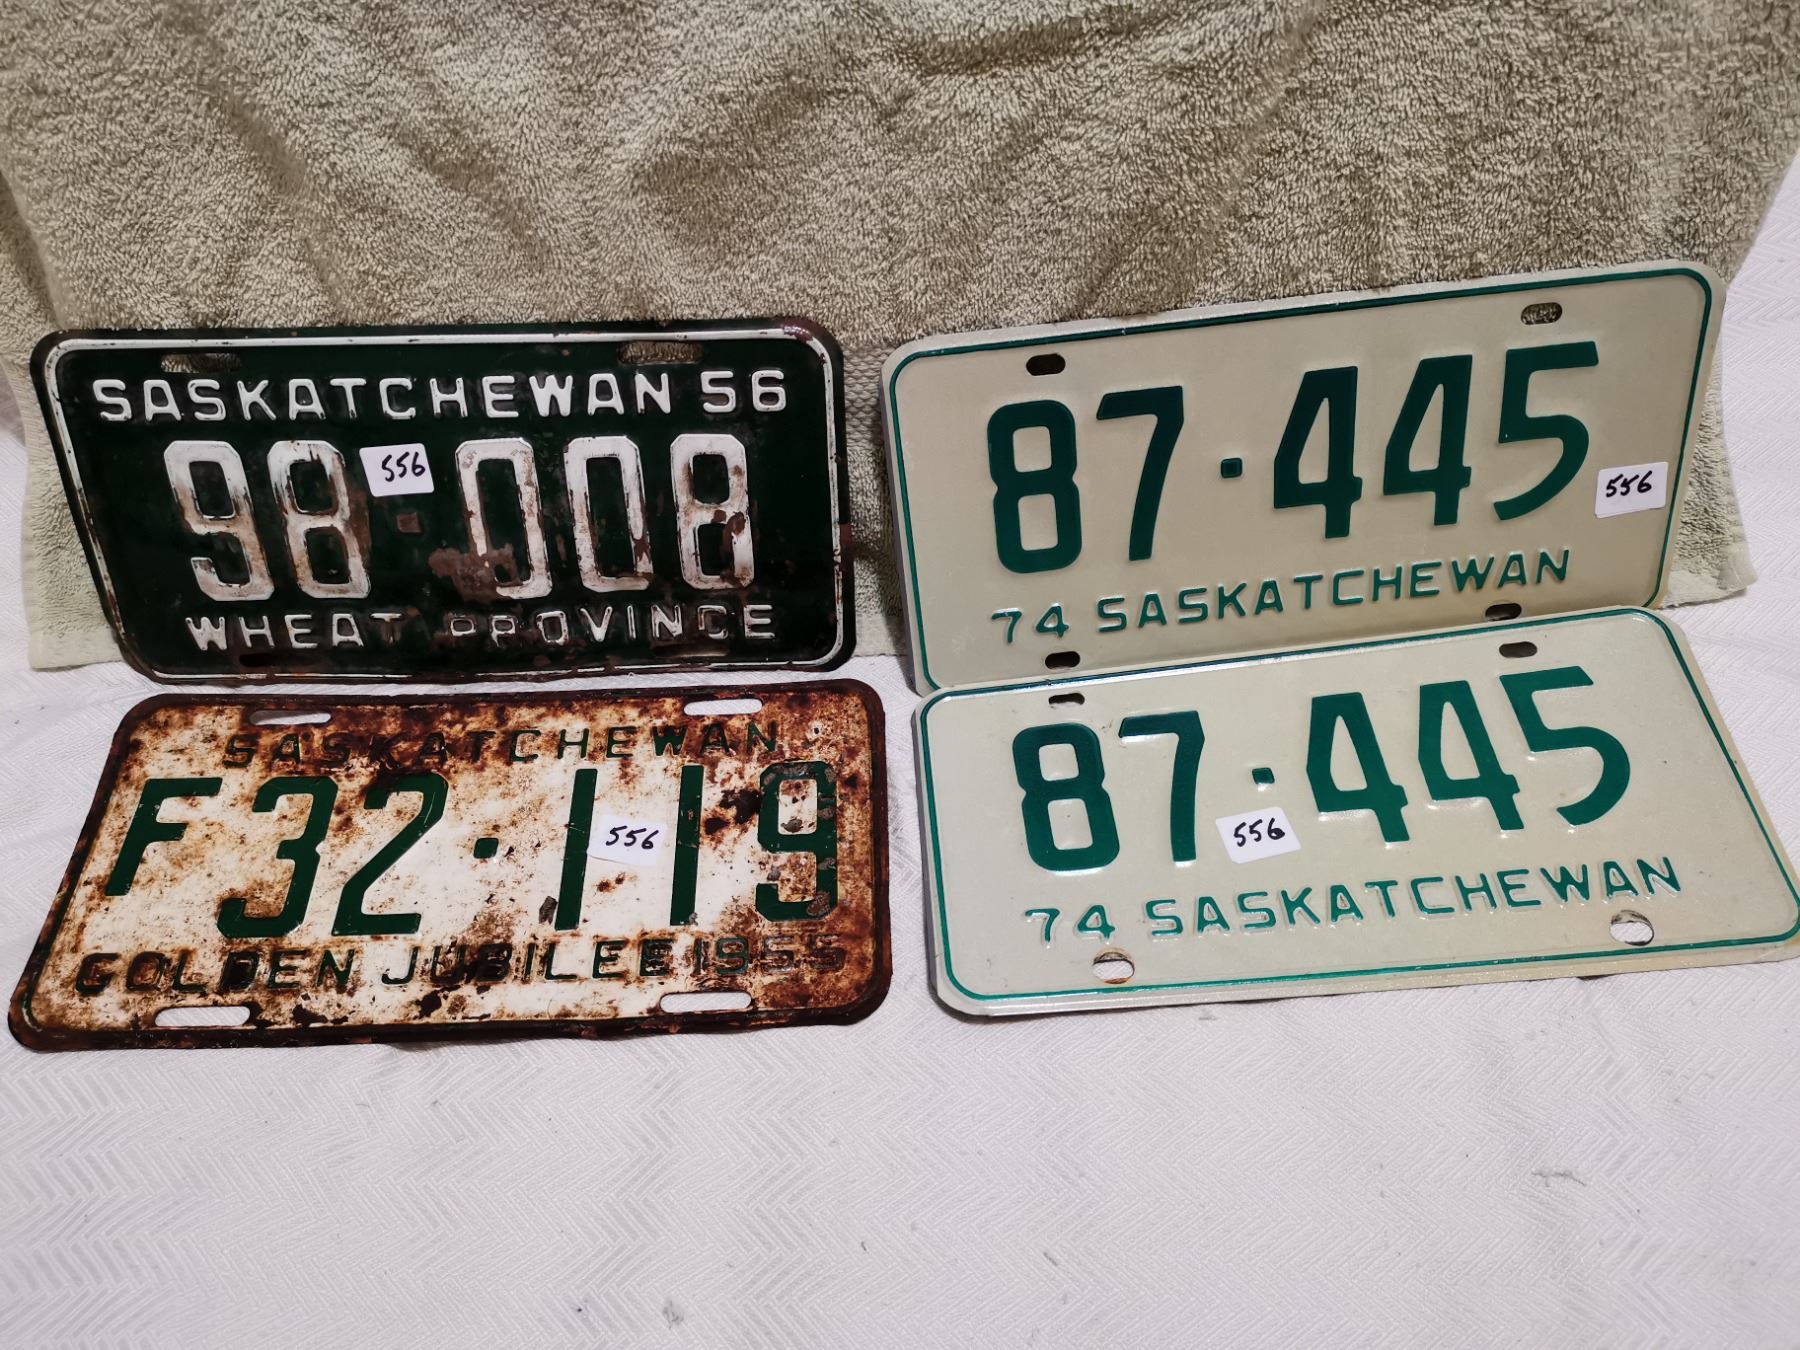 SASKATCHEWAN 56
98·008
556
WHEAT PROVINCE
SASKATCHEWAN
F32·119
556
GOLDEN JUBILEE 1955
87·445
556
74 SASKATCHEWAN
87·445
556
74 SASKATCHEWAN